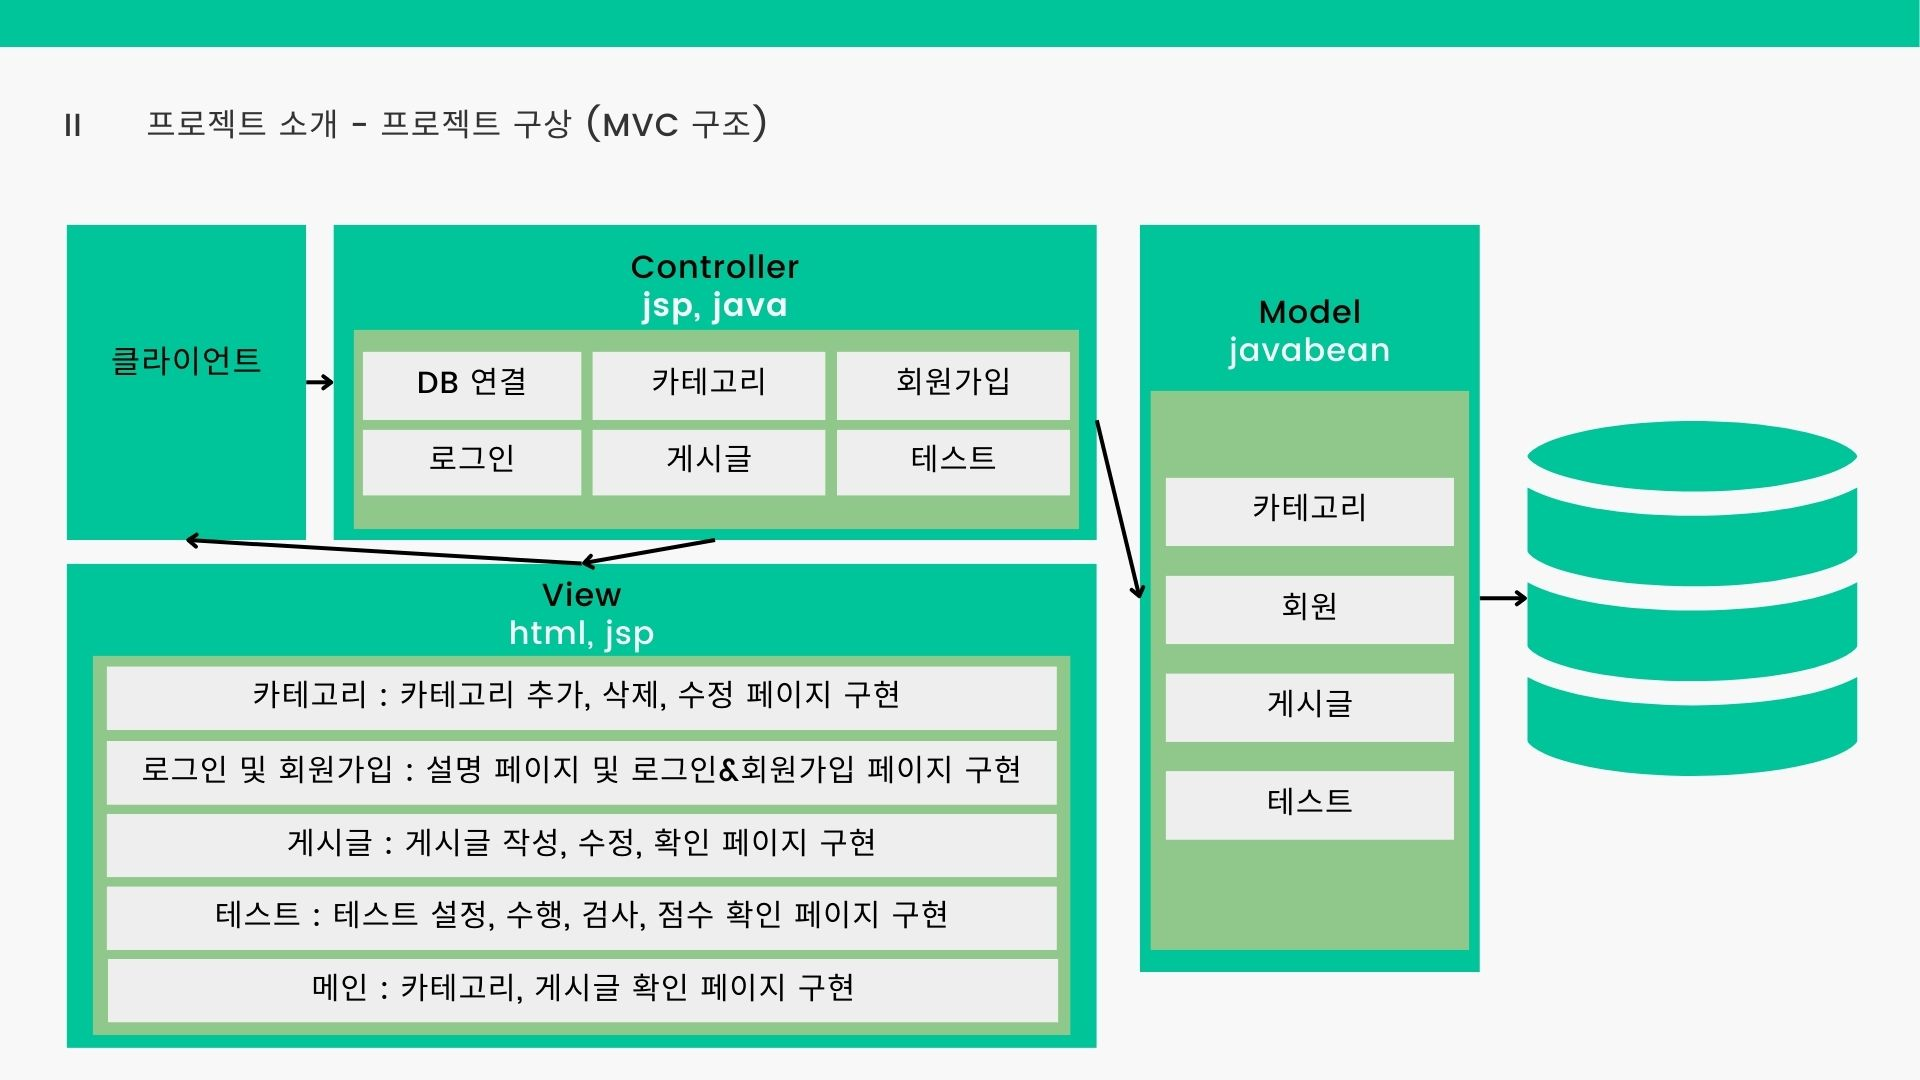 II 프로젝트 소개 - 프로젝트 구상 (MVC 구조)
클라이언트
Controller
jsp, java
DB 연결
카테고리
회원가입
로그인
게시글
테스트
Model
javabean
카테고리
회원
게시글
테스트
View
html, jsp
카테고리 : 카테고리 추가, 삭제, 수정 페이지 구현
로그인 및 회원가입 : 설명 페이지 및 로그인&회원가입 페이지 구현
게시글 : 게시글 작성, 수정, 확인 페이지 구현
테스트 : 테스트 설정, 수행, 검사, 점수 확인 페이지 구현
메인 : 카테고리, 게시글 확인 페이지 구현